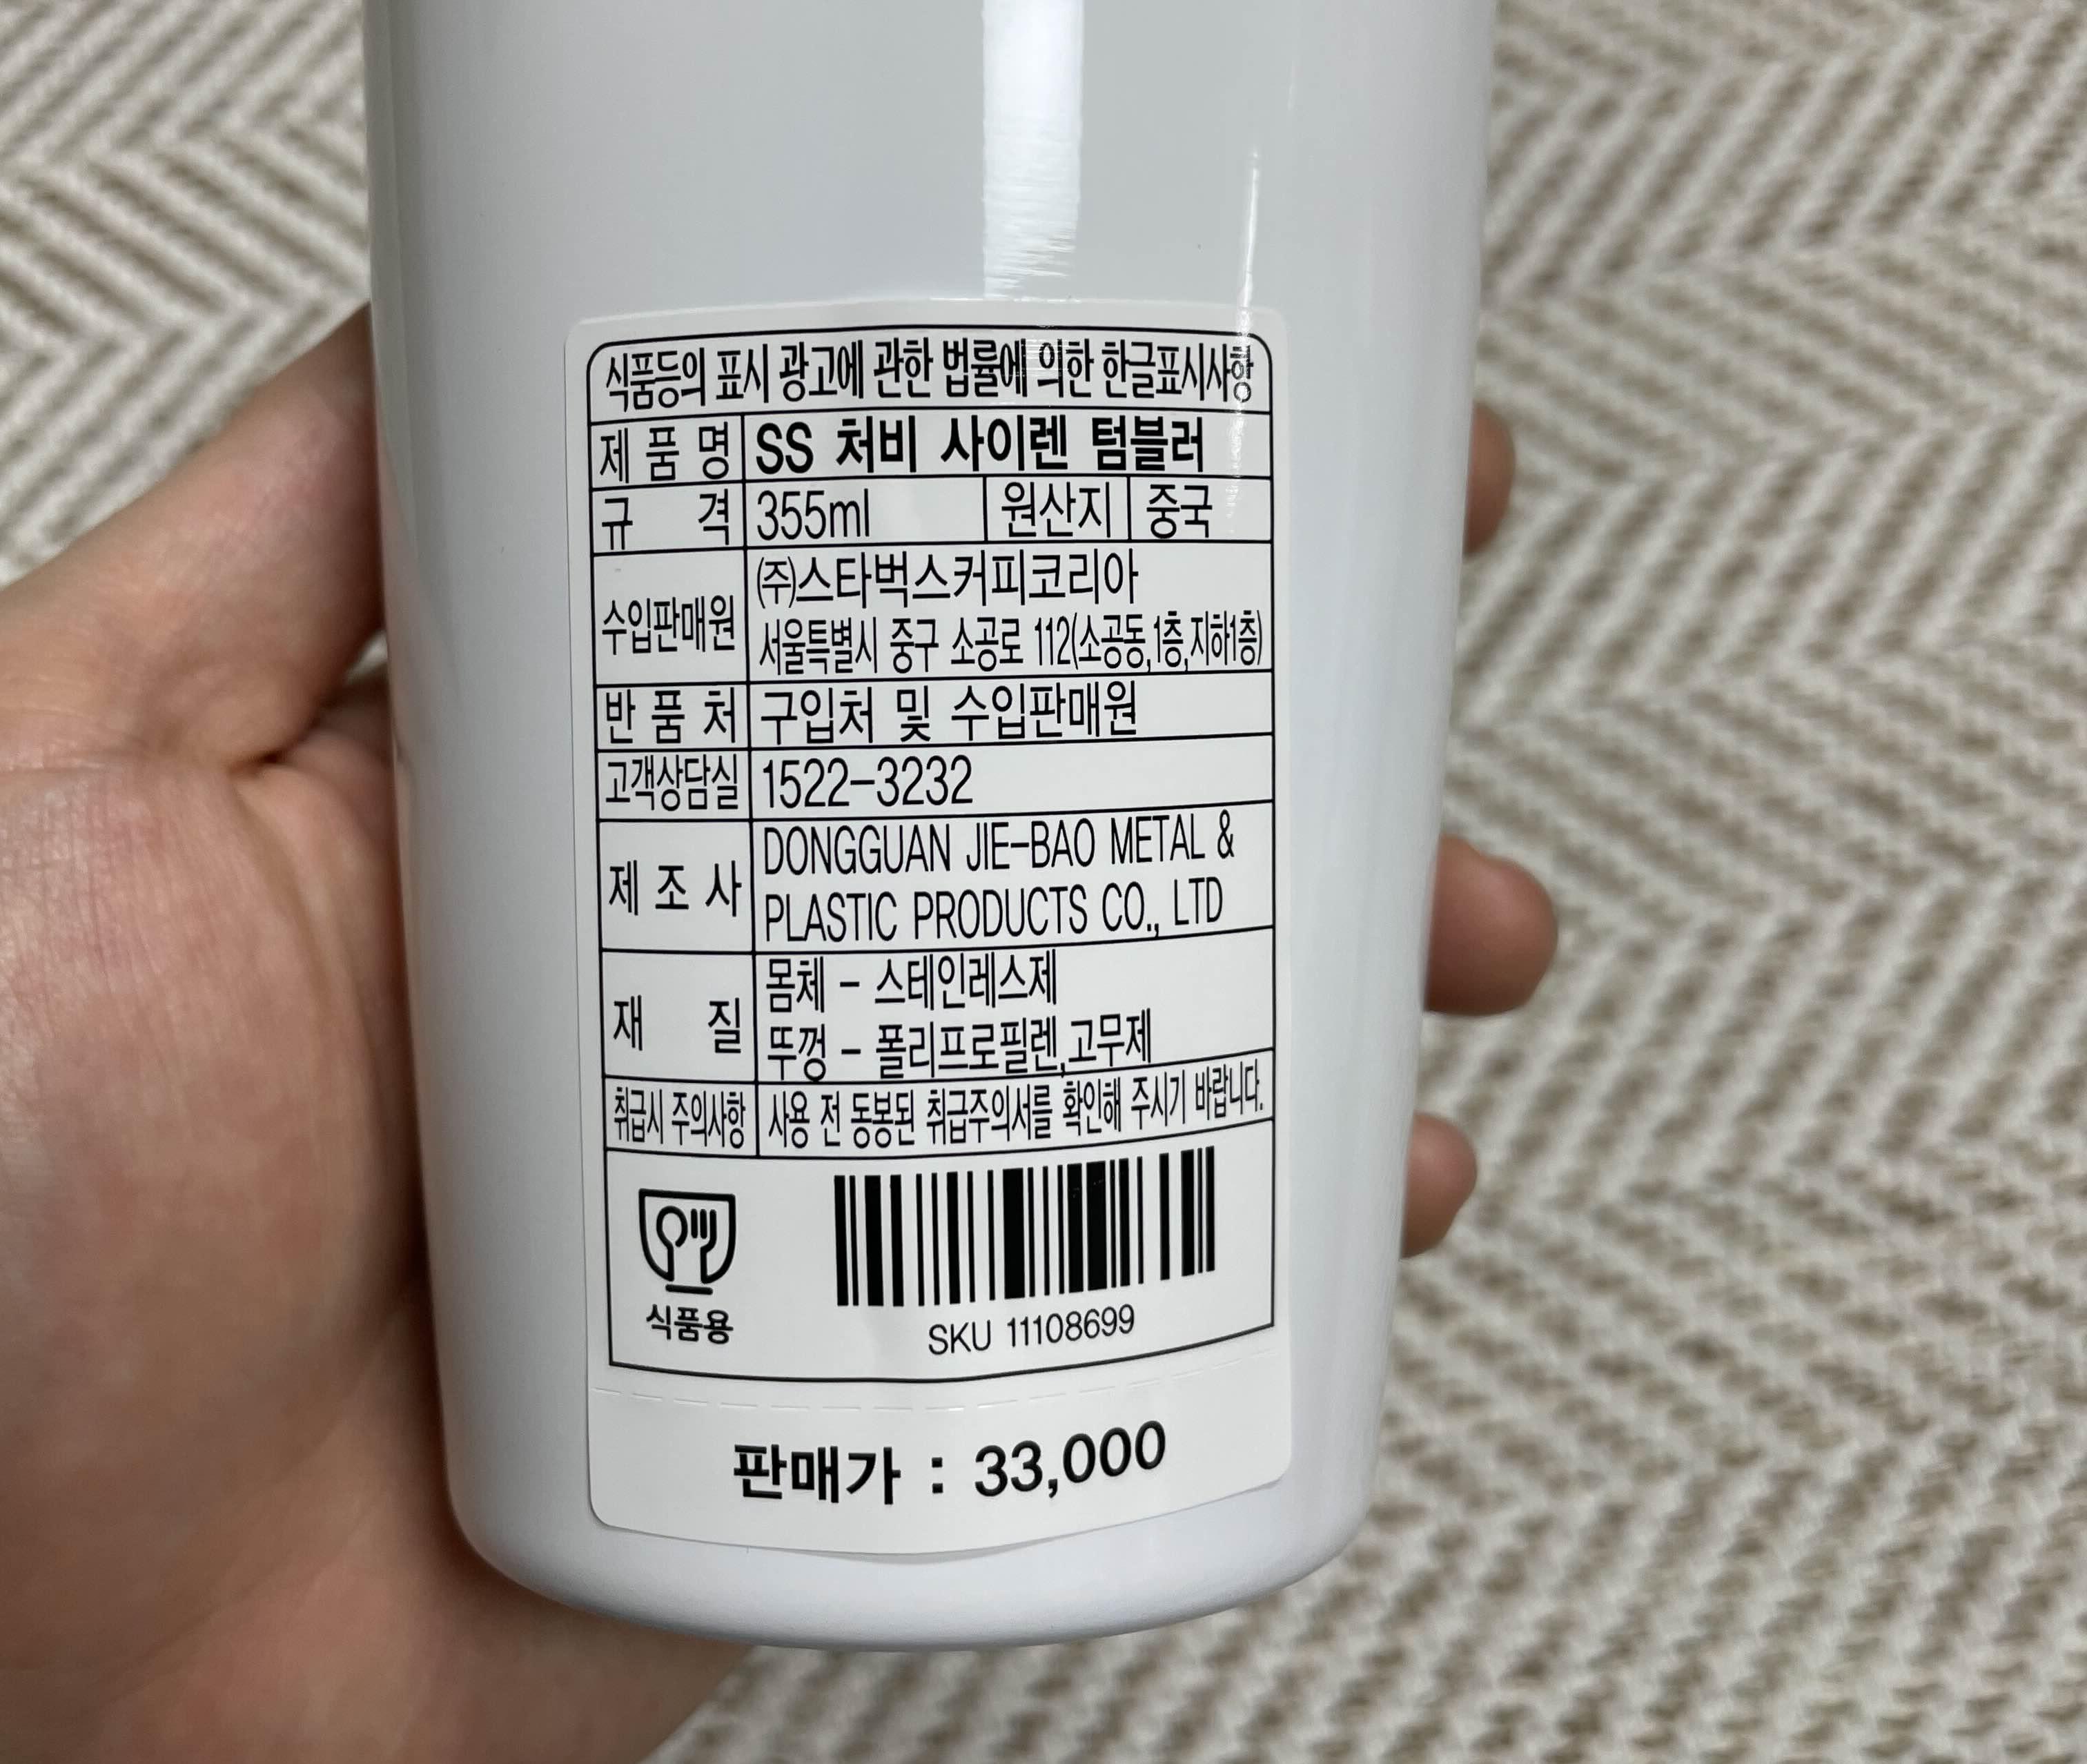 식품등의 표시 광고에 관한 법률에 의한 한글표시사항
제 품 명 SS 처비 사이렌 텀블러
규 격 355ml 원산지 중국
수입판매원 ㈜스타벅스커피코리아
서울특별시 중구 소공로 112(소공동,1층,지하1층)
반 품 처 구입처 및 수입판매원
고객상담실 1522-3232
제 조 사 DONGGUAN JIE-BAO METAL &
PLASTIC PRODUCTS CO., LTD
재 질 몸체 - 스테인레스제
뚜껑 - 폴리프로필렌,고무제
취급시 주의사항 사용 전 동봉된 취급주의서를 확인해 주시기 바랍니다.
식품용
SKU 11108699
판매가 : 33,000